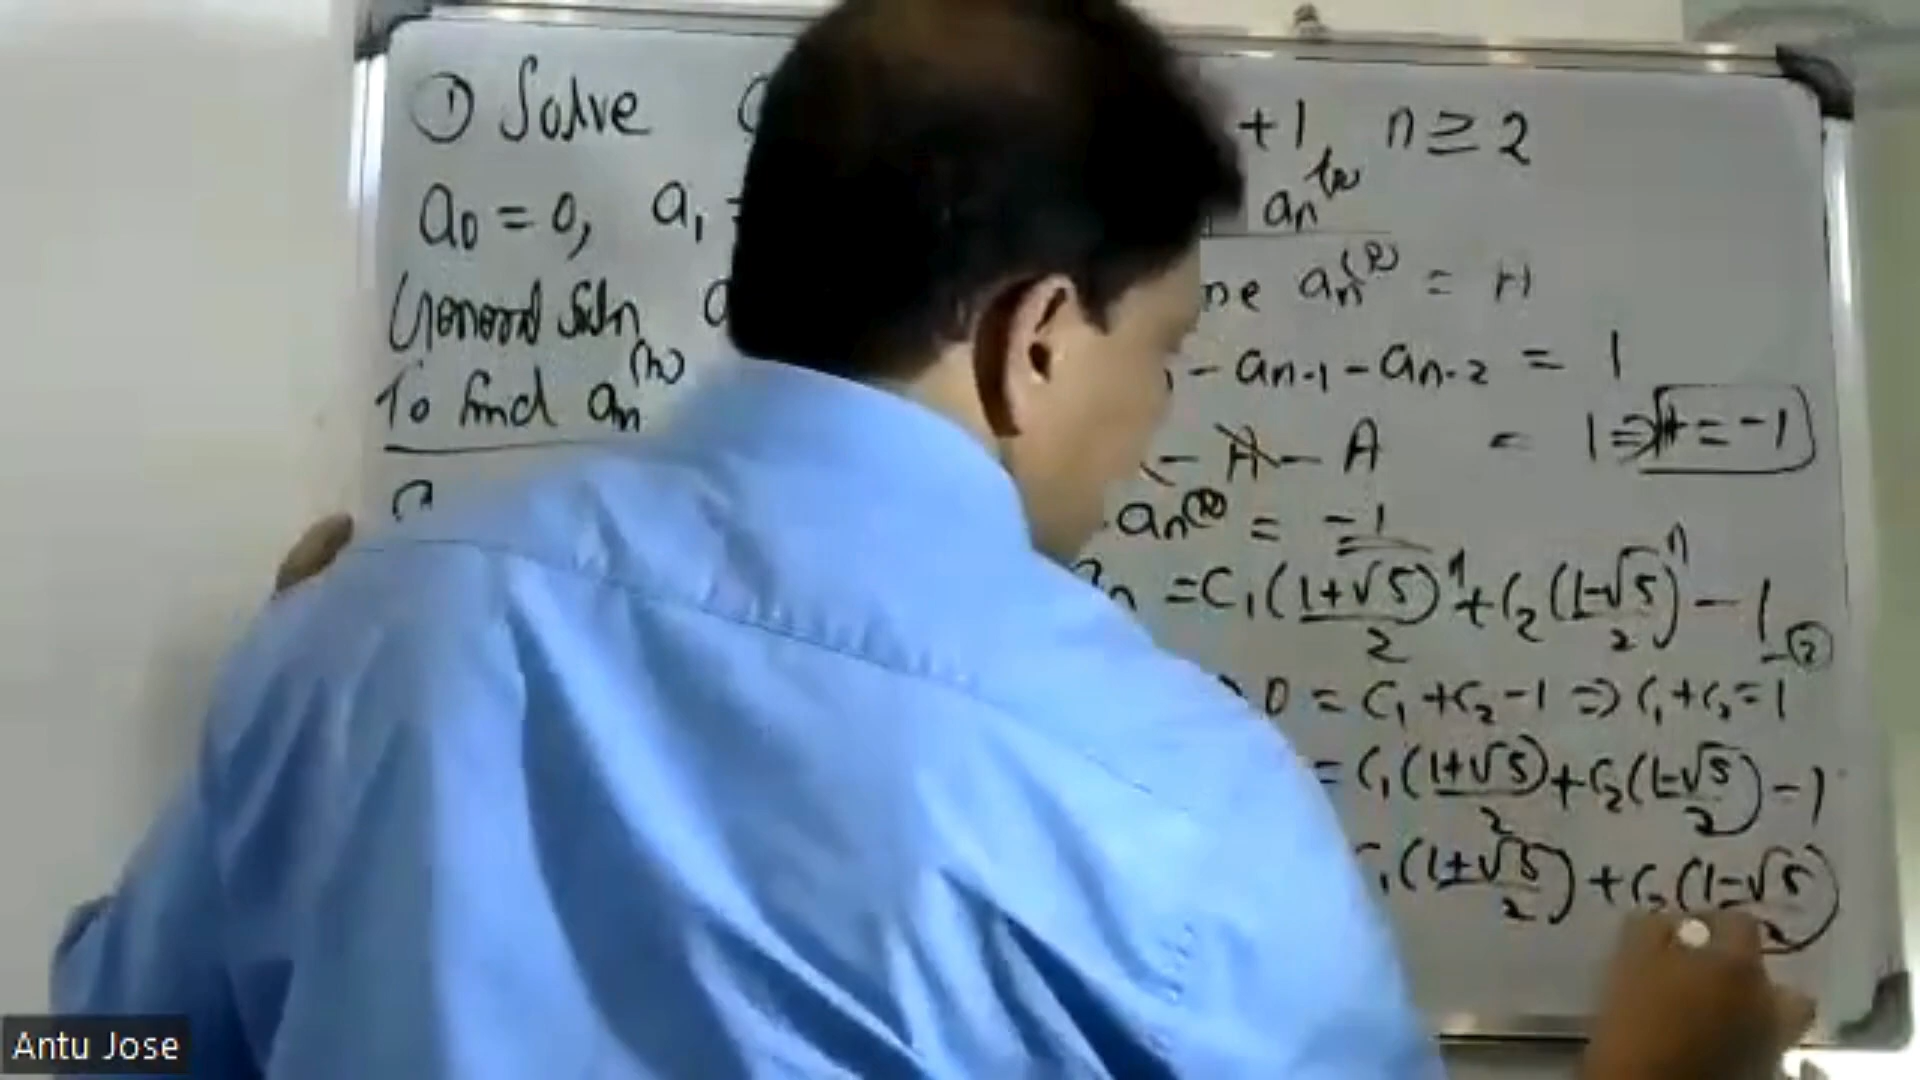 ① Solve +1, n ≥ 2
a₀ = 0, a₁ =
aₙ⁽ᵖ⁾
General Soln
aₙ⁽ᵖ⁾ = A
To find aₙ⁽ʰ⁾
- aₙ₋₁ - aₙ₋₂ = 1
- A - A = 1 ⇒ A = -1
aₙ⁽ᵖ⁾ = -1
aₙ = C₁((1+√5)/2)ⁿ + C₂((1-√5)/2)ⁿ - 1 -②
0 = C₁ + C₂ - 1 ⇒ C₁ + C₂ = 1
= C₁((1+√5)/2) + C₂((1-√5)/2) - 1
C₁((1+√5)/2) + C₂((1-√5)/2)
Antu Jose